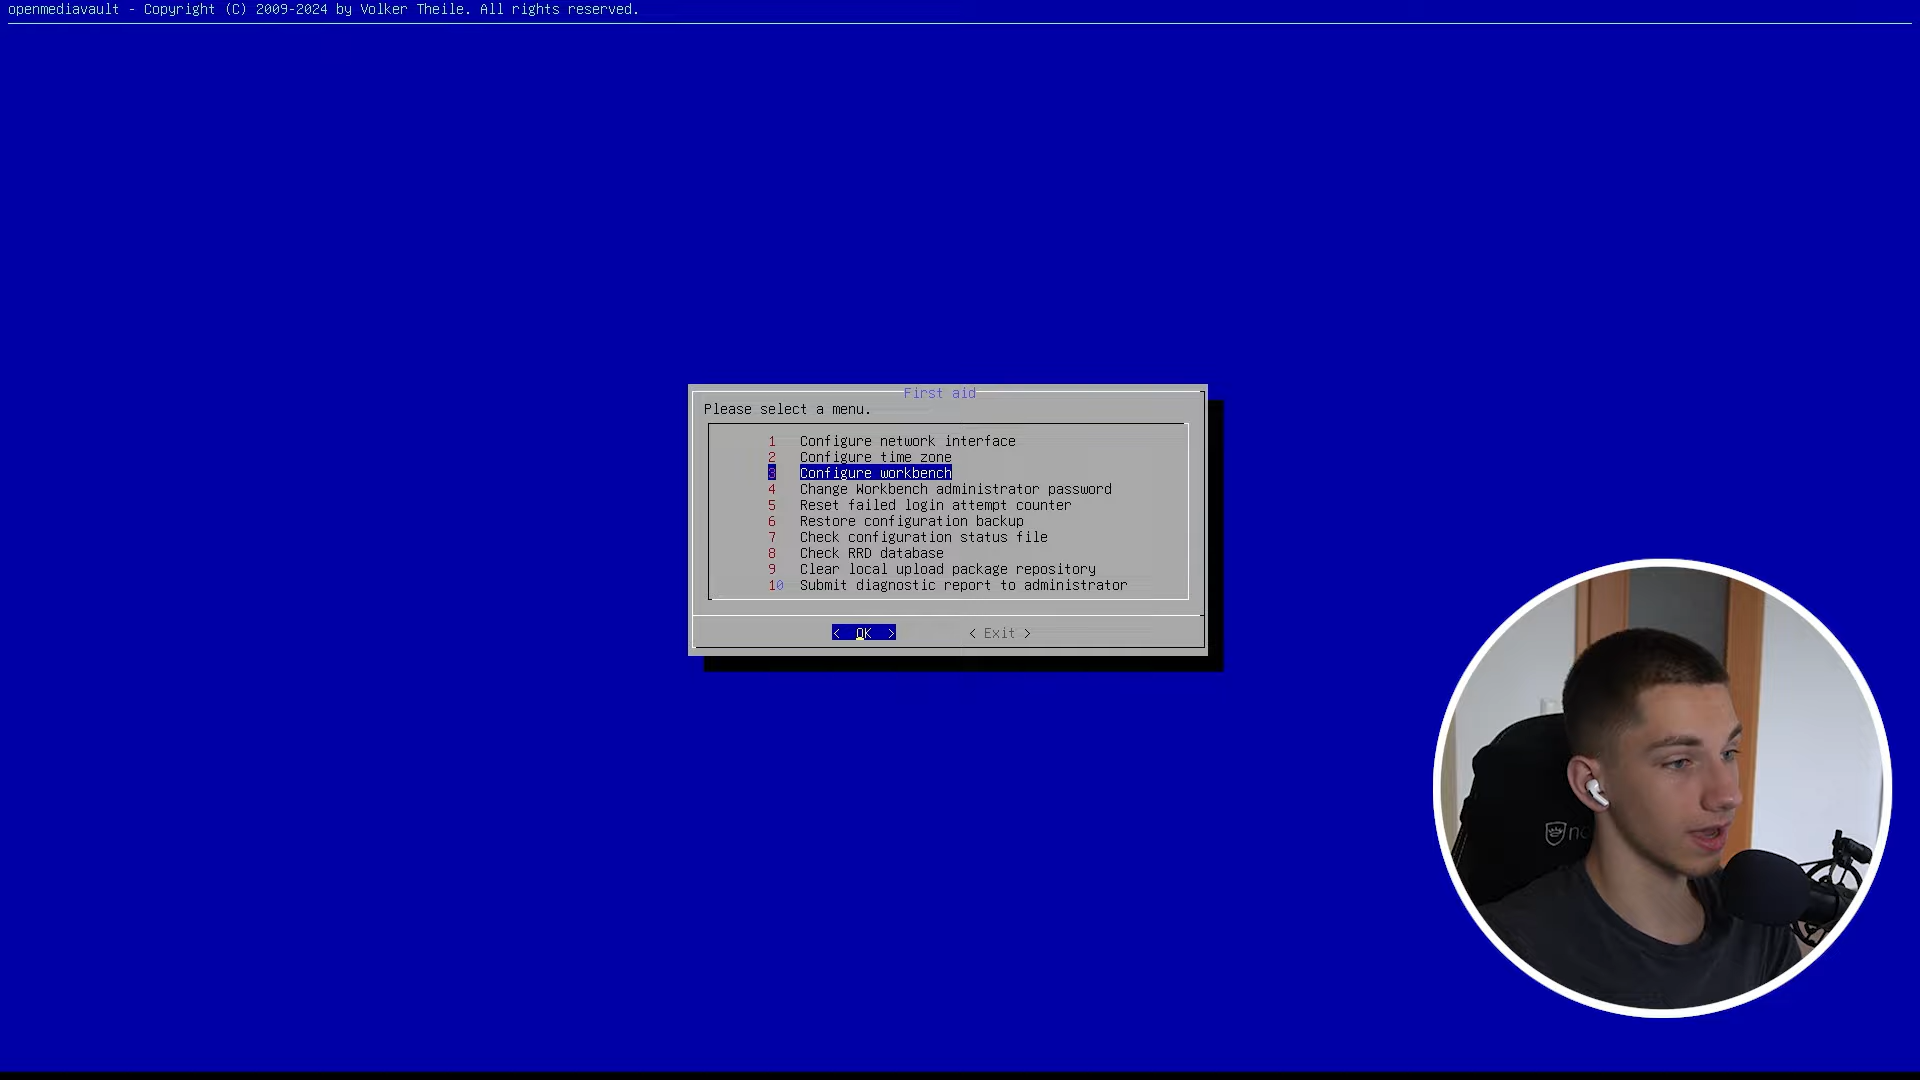 openmediavault - Copyright (C) 2009-2024 by Volker Theile. All rights reserved.
First aid
Please select a menu.
1 Configure network interface
2 Configure time zone
3 Configure workbench
4 Change Workbench administrator password
5 Reset failed login attempt counter
6 Restore configuration backup
7 Check configuration status file
8 Check RRD database
9 Clear local upload package repository
10 Submit diagnostic report to administrator
< OK > < Exit >